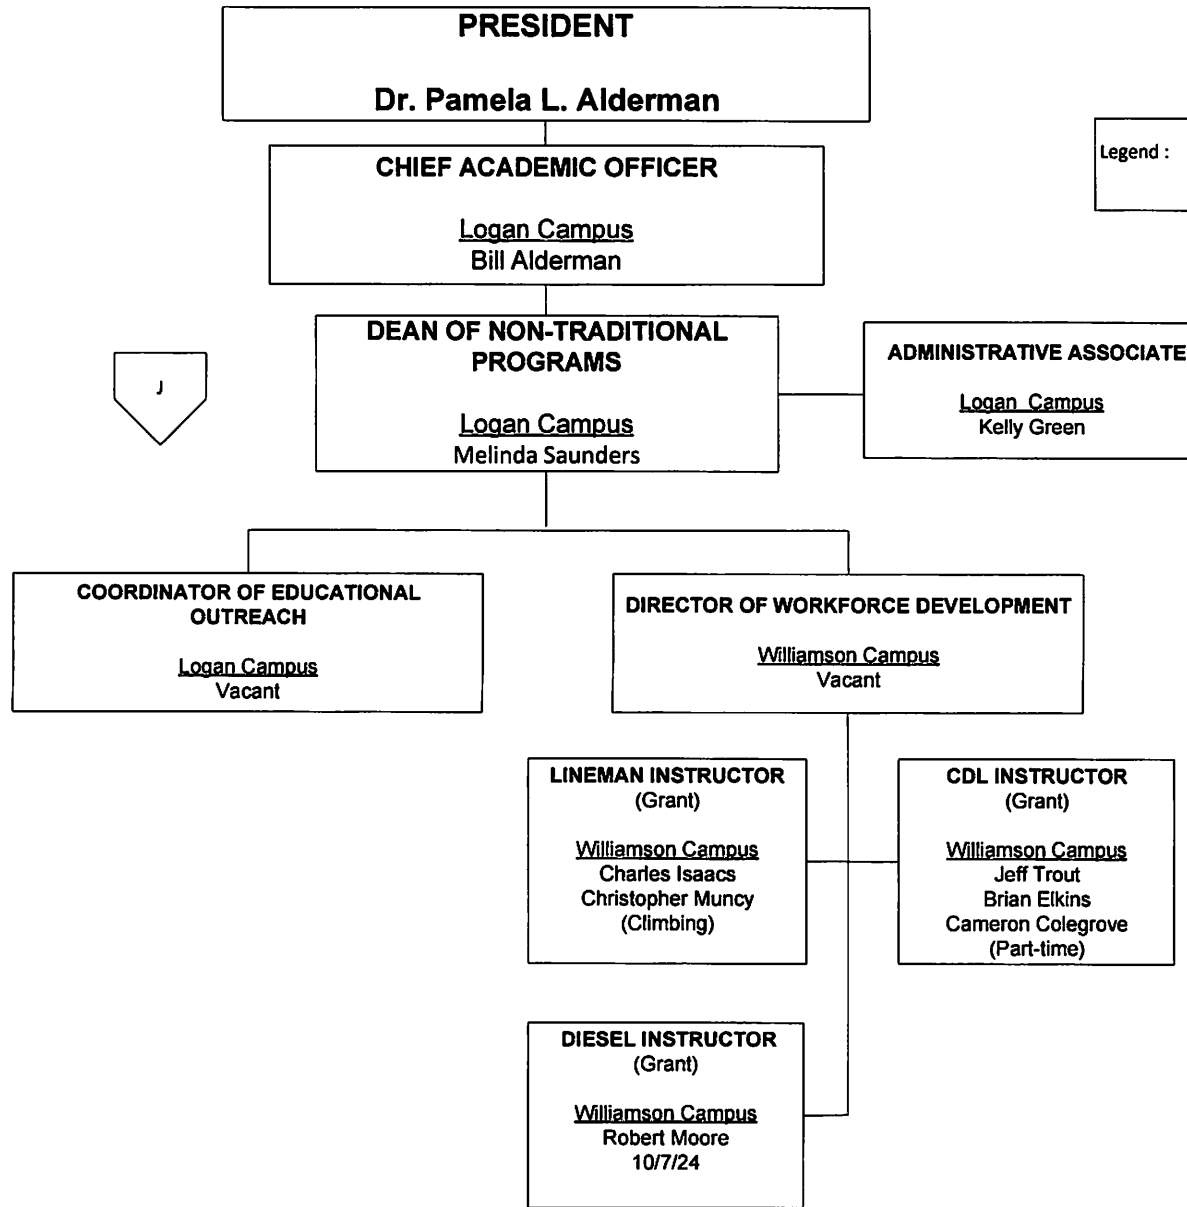 PRESIDENT
Dr. Pamela L. Alderman
CHIEF ACADEMIC OFFICER
Logan Campus
Bill Alderman
Legend :
DEAN OF NON-TRADITIONAL
PROGRAMS
Logan Campus
Melinda Saunders
ADMINISTRATIVE ASSOCIATE
Logan Campus
Kelly Green
J
COORDINATOR OF EDUCATIONAL
OUTREACH
Logan Campus
Vacant
DIRECTOR OF WORKFORCE DEVELOPMENT
Williamson Campus
Vacant
LINEMAN INSTRUCTOR
(Grant)
Williamson Campus
Charles Isaacs
Christopher Muncy
(Climbing)
CDL INSTRUCTOR
(Grant)
Williamson Campus
Jeff Trout
Brian Elkins
Cameron Colegrove
(Part-time)
DIESEL INSTRUCTOR
(Grant)
Williamson Campus
Robert Moore
10/7/24